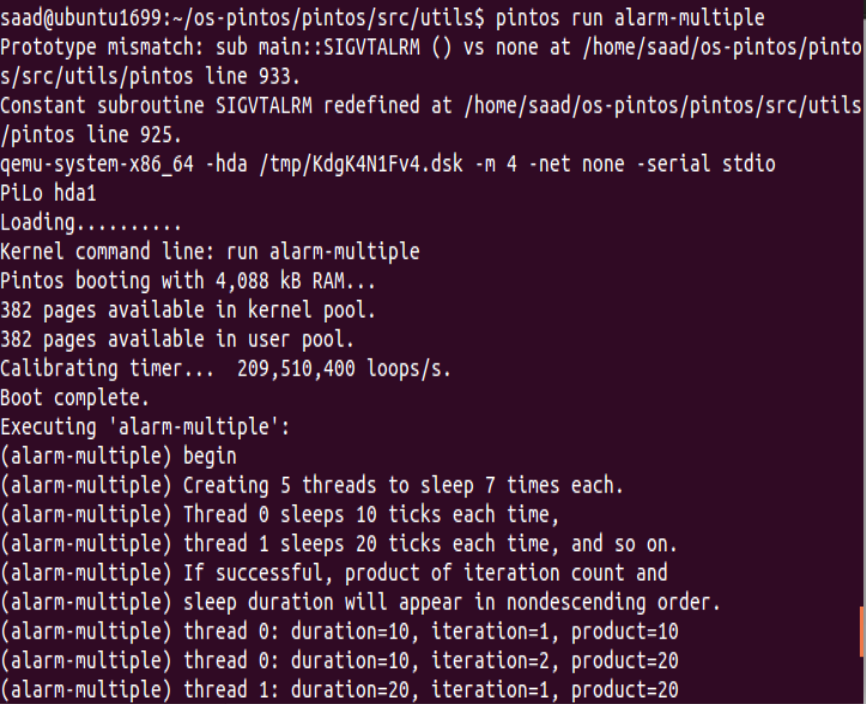 saad@ubuntu1699:~/os-pintos/pintos/src/utils$ pintos run alarm-multiple
Prototype mismatch: sub main::SIGVTALRM () vs none at /home/saad/os-pintos/pinto
s/src/utils/pintos line 933.
Constant subroutine SIGVTALRM redefined at /home/saad/os-pintos/pintos/src/utils
/pintos line 925.
qemu-system-x86_64 -hda /tmp/KdgK4N1Fv4.dsk -m 4 -net none -serial stdio
PiLo hda1
Loading..........
Kernel command line: run alarm-multiple
Pintos booting with 4,088 kB RAM...
382 pages available in kernel pool.
382 pages available in user pool.
Calibrating timer...  209,510,400 loops/s.
Boot complete.
Executing 'alarm-multiple':
(alarm-multiple) begin
(alarm-multiple) Creating 5 threads to sleep 7 times each.
(alarm-multiple) Thread 0 sleeps 10 ticks each time,
(alarm-multiple) thread 1 sleeps 20 ticks each time, and so on.
(alarm-multiple) If successful, product of iteration count and
(alarm-multiple) sleep duration will appear in nondescending order.
(alarm-multiple) thread 0: duration=10, iteration=1, product=10
(alarm-multiple) thread 0: duration=10, iteration=2, product=20
(alarm-multiple) thread 1: duration=20, iteration=1, product=20